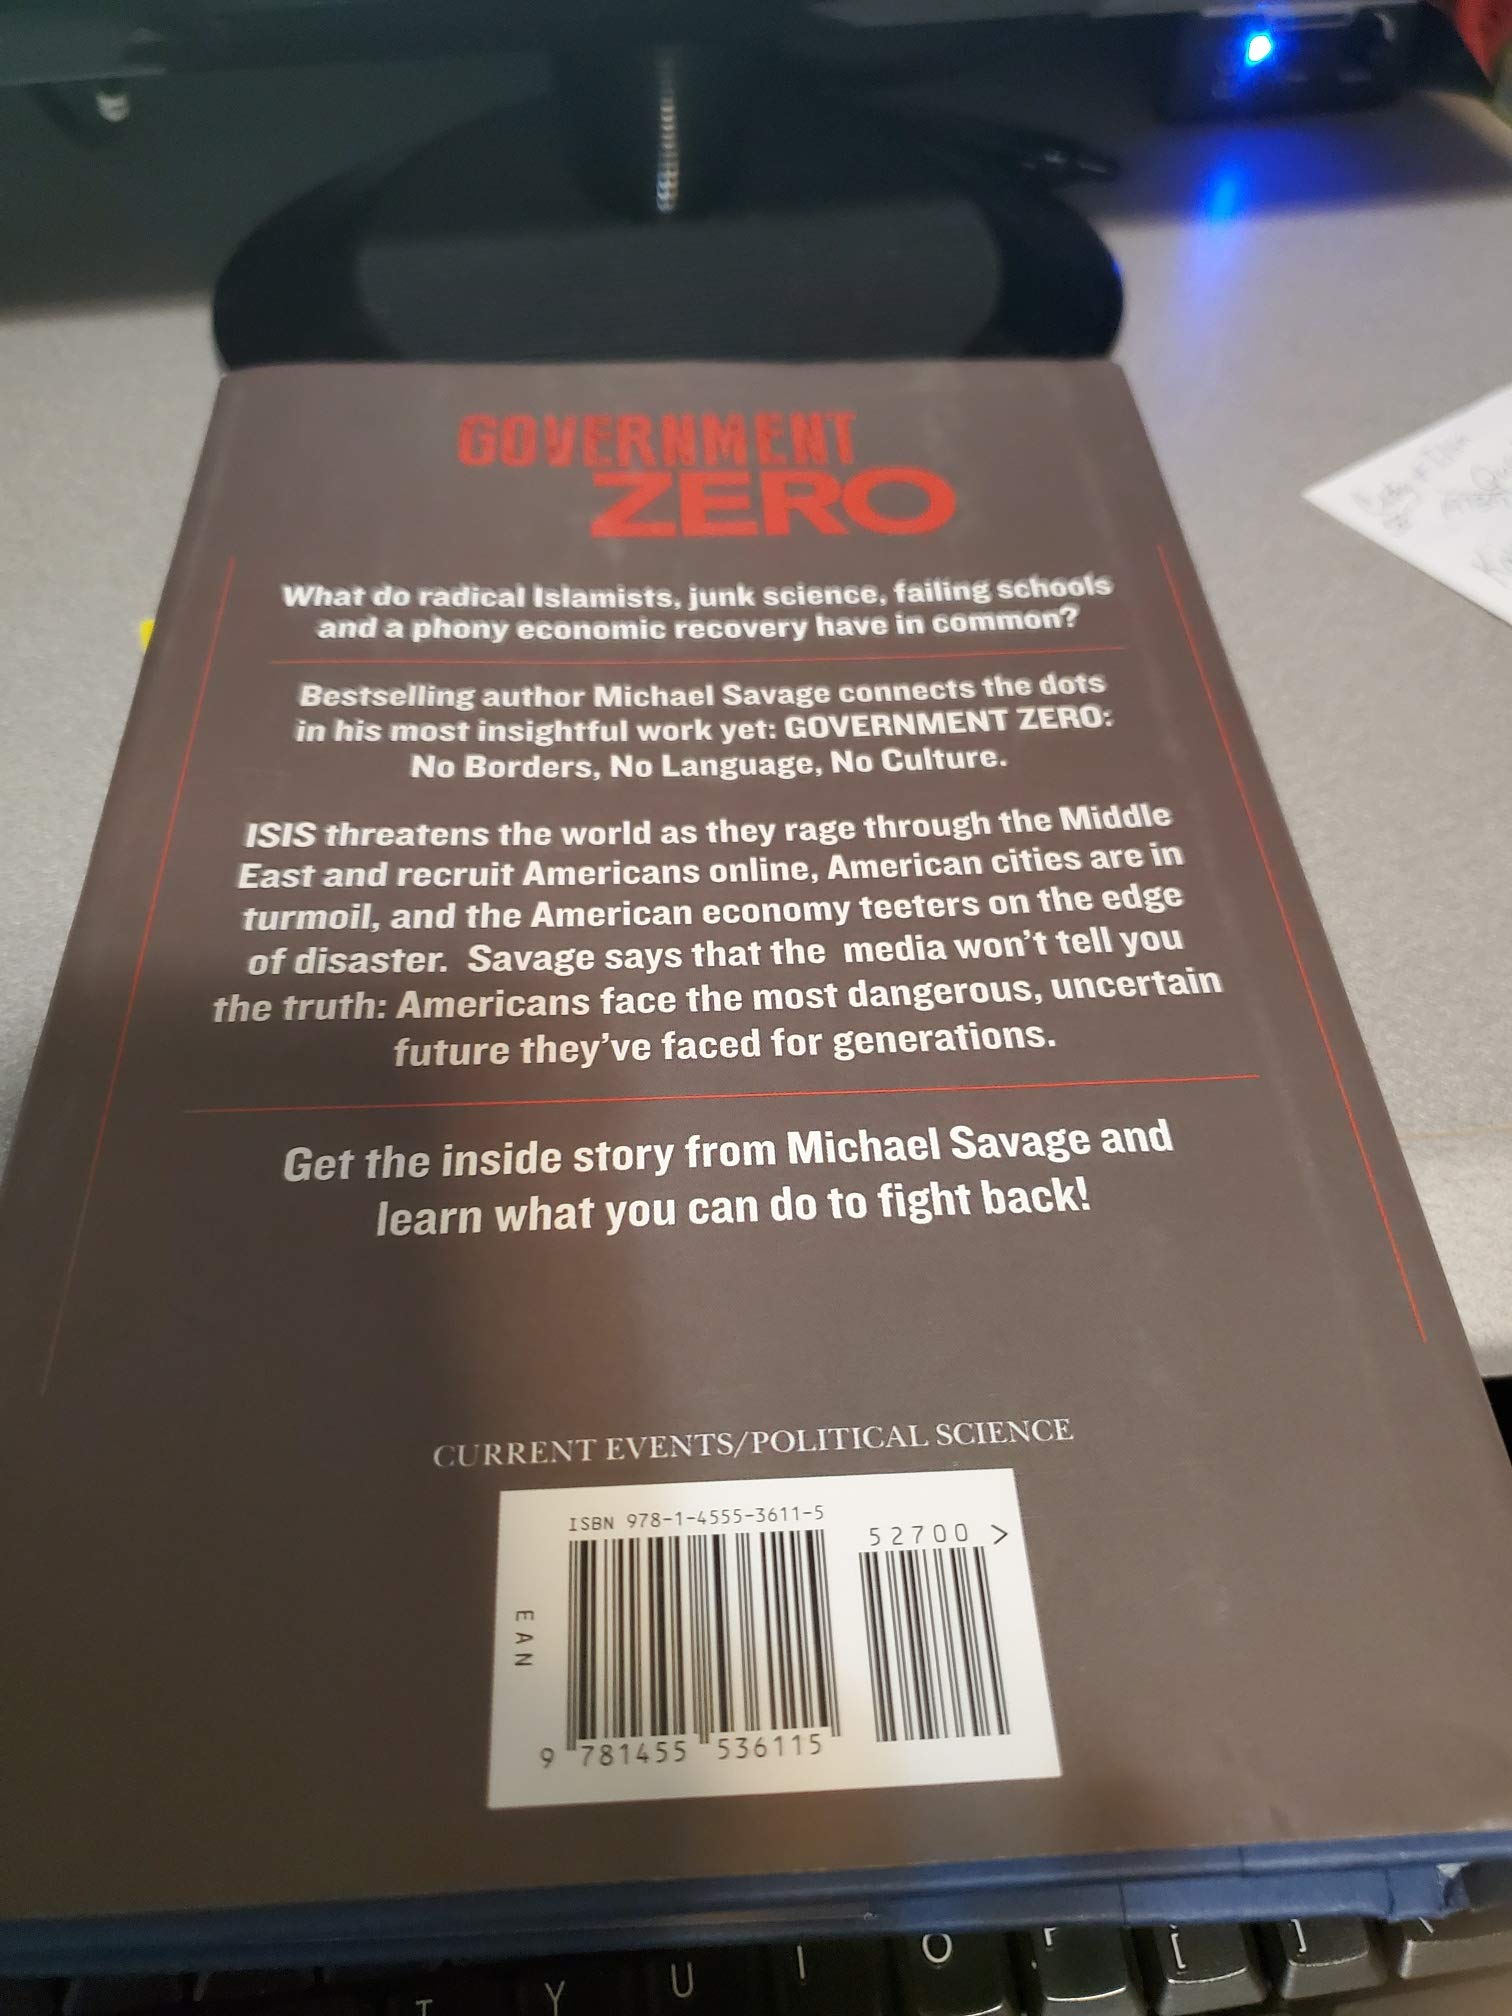 GOVERNMENT
ZERO
What do radical Islamists, junk science, failing schools
and a phony economic recovery have in common?
Bestselling author Michael Savage connects the dots
in his most insightful work yet: GOVERNMENT ZERO:
No Borders, No Language, No Culture.
ISIS threatens the world as they rage through the Middle
East and recruit Americans online, American cities are in
turmoil, and the American economy teeters on the edge
of disaster. Savage says that the media won't tell you
the truth: Americans face the most dangerous, uncertain
future they've faced for generations.
Get the inside story from Michael Savage and
learn what you can do to fight back!
CURRENT EVENTS/POLITICAL SCIENCE
ISBN 978-1-4555-3611-5
52700 >
EAN
9 781455 536115
T Y U I O P [ ] \